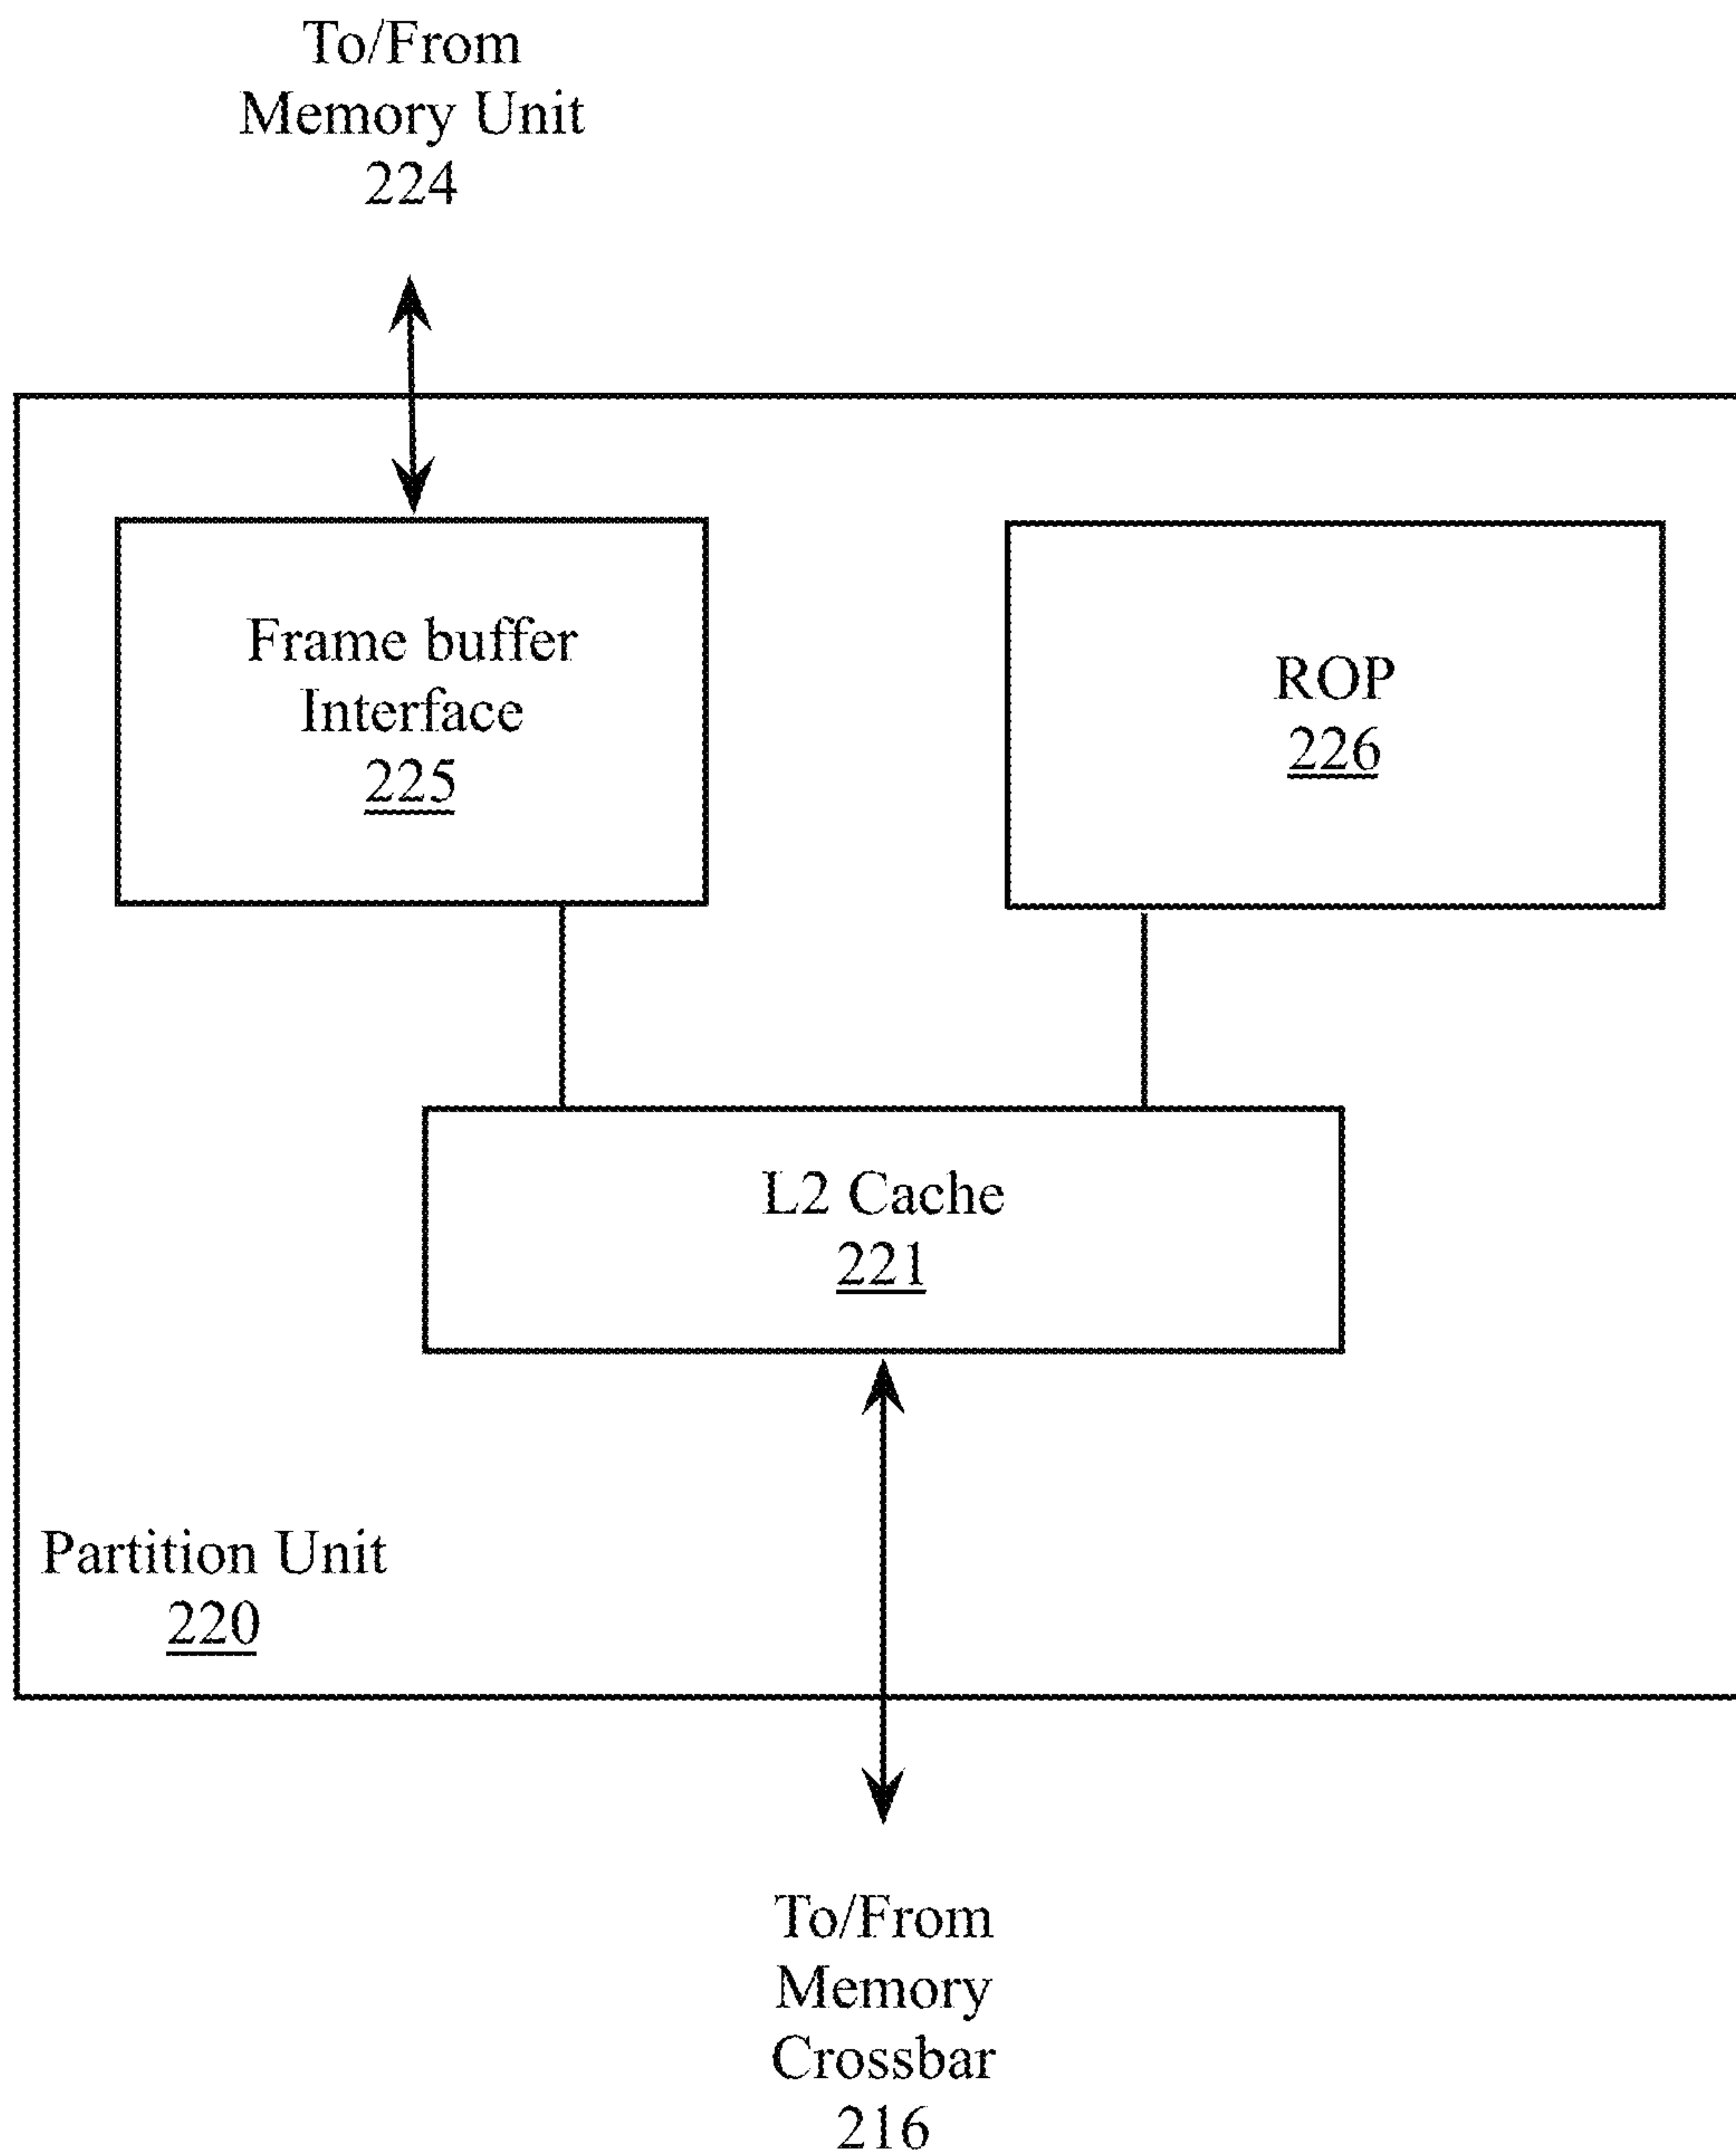 To/From
Memory Unit
224
Frame buffer
Interface
225
ROP
226
L2 Cache
221
Partition Unit
220
To/From
Memory
Crossbar
216